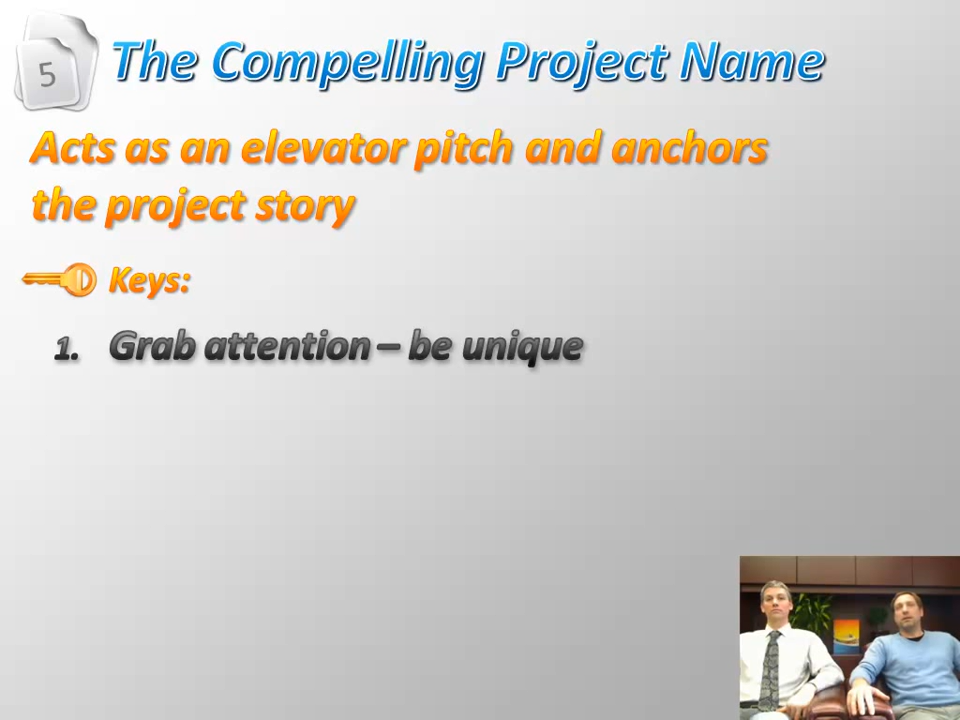 5
The Compelling Project Name
Acts as an elevator pitch and anchors
the project story
Keys:
1. Grab attention – be unique